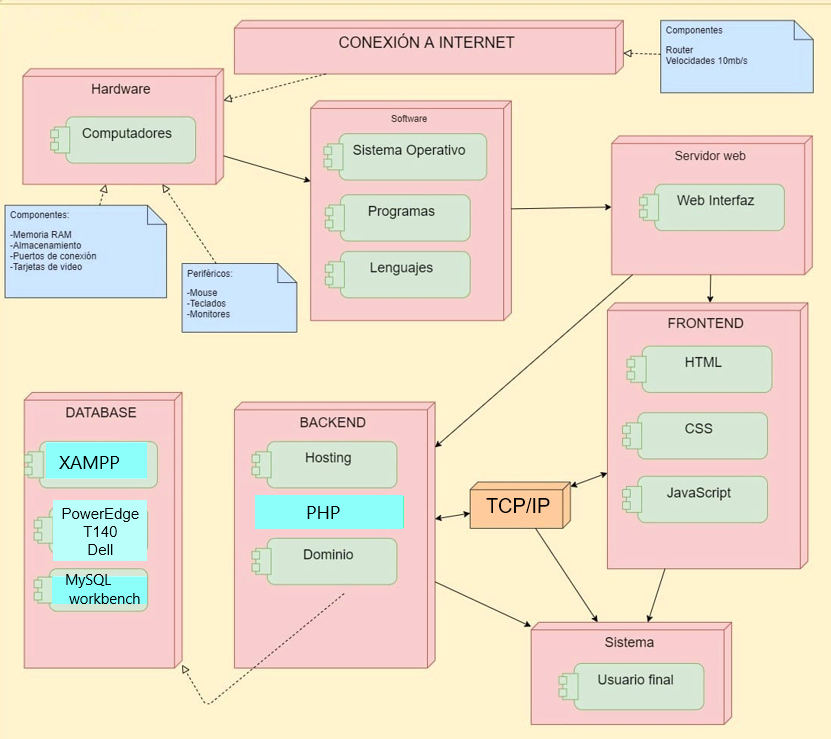 CONEXIÓN A INTERNET
Componentes
Router
Velocidades 10mb/s
Hardware
Computadores
Software
Sistema Operativo
Programas
Lenguajes
Servidor web
Web Interfaz
Componentes:
-Memoria RAM
-Almacenamiento
-Puertos de conexión
-Tarjetas de video
Periféricos:
-Mouse
-Teclados
-Monitores
FRONTEND
HTML
CSS
JavaScript
DATABASE
XAMPP
PowerEdge
T140
Dell
MySQL
workbench
BACKEND
Hosting
PHP
Dominio
TCP/IP
Sistema
Usuario final